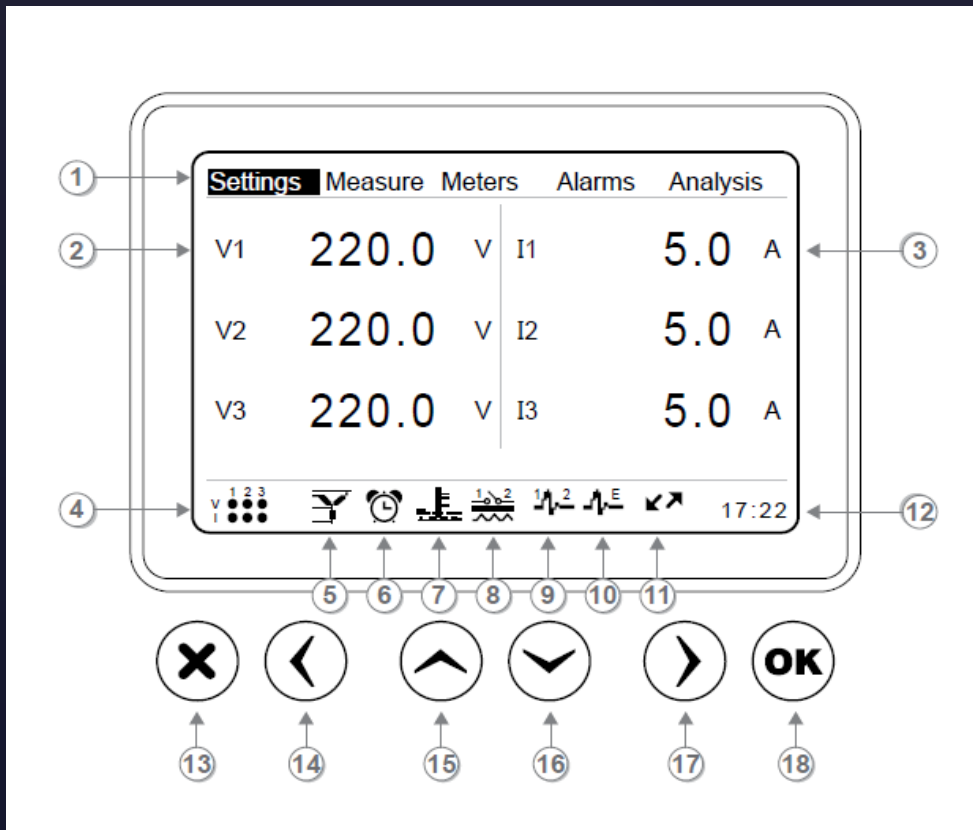 1 Settings Measure Meters Alarms Analysis
2 V1 220.0 V I1 5.0 A 3
V2 220.0 V I2 5.0 A
V3 220.0 V I3 5.0 A
1 2 3
4 V 1 2 1 2 E 17:22 12
I
5 6 7 8 9 10 11
OK
13 14 15 16 17 18